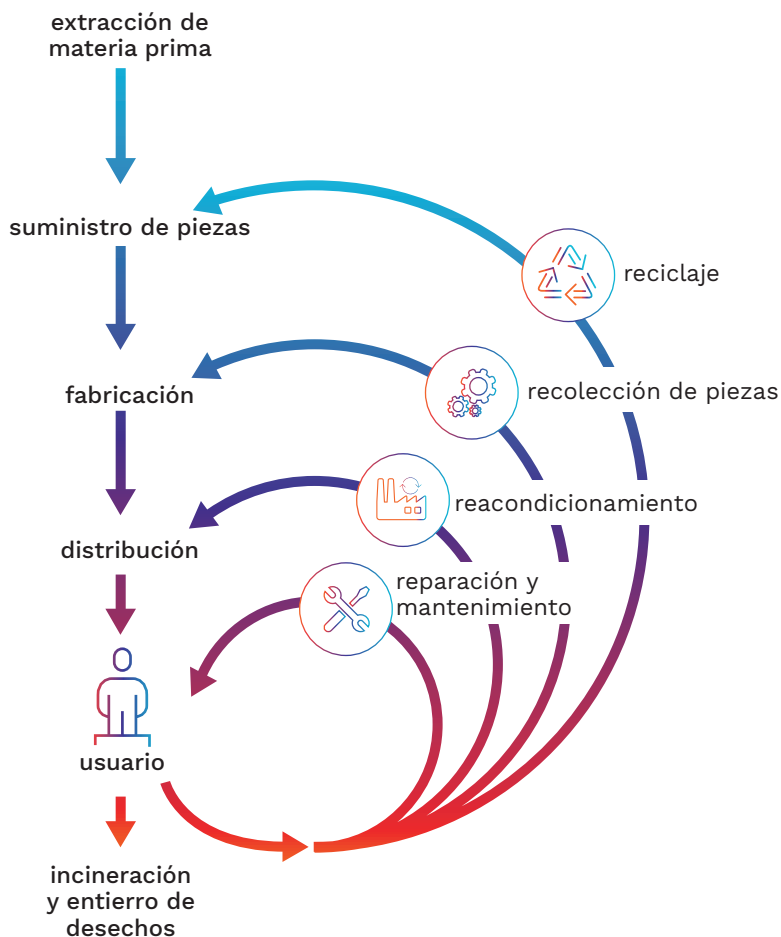 extracción de
materia prima
suministro de piezas
reciclaje
fabricación
recolección de piezas
distribución
reacondicionamiento
reparación y
mantenimiento
usuario
incineración
y entierro de
desechos